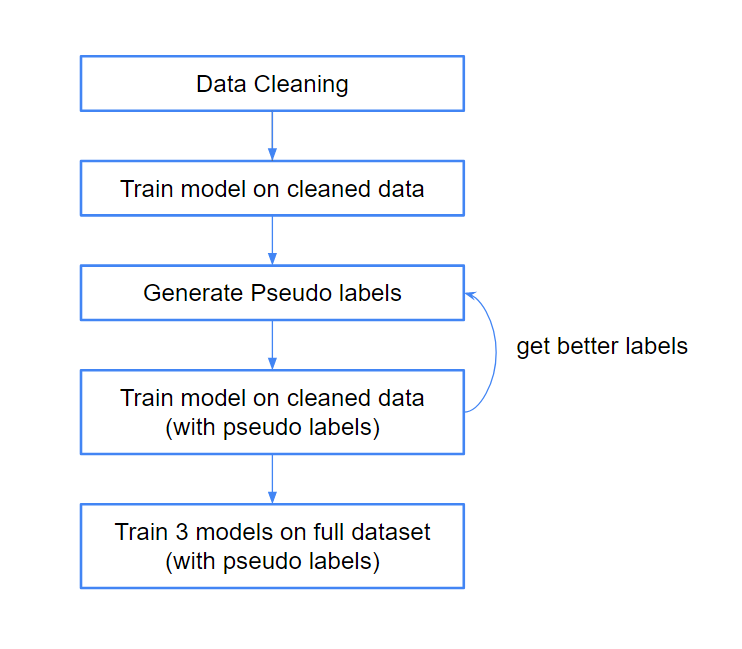 Data Cleaning
Train model on cleaned data
Generate Pseudo labels
get better labels
Train model on cleaned data
(with pseudo labels)
Train 3 models on full dataset
(with pseudo labels)